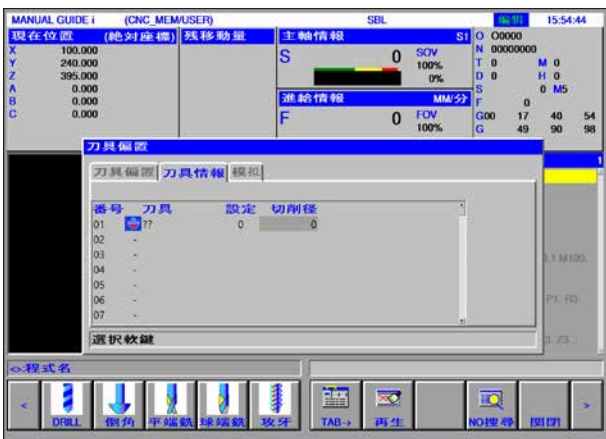 MANUAL GUIDE i (CNC_MEM/USER) SBL 编辑 15:54:44
現在位置 (絶対座標) 残移動量 主軸情報 S1 O O0000
X 100.000 N 00000000
Y 240.000 S 0 SOV 100% T 0 M 0
Z 395.000 0% D 0 H 0
A 0.000 S 0 M5
B 0.000 進給情報 MM/分 F 0
C 0.000 F 0 FOV 100% G00 17 40 54
G 49 90 98
刀具偏置
刀具偏置 刀具情報 模拟
1
番号 刀具 設定 切削径
01 ?? 0 0
02 -
03 -
04 -
05 -
06 -
07 -
選択軟鍵
程式名
< DRILL 倒角 平端銑 球端銑 攻牙 TAB→ 再生 NO搜尋 関閉 >